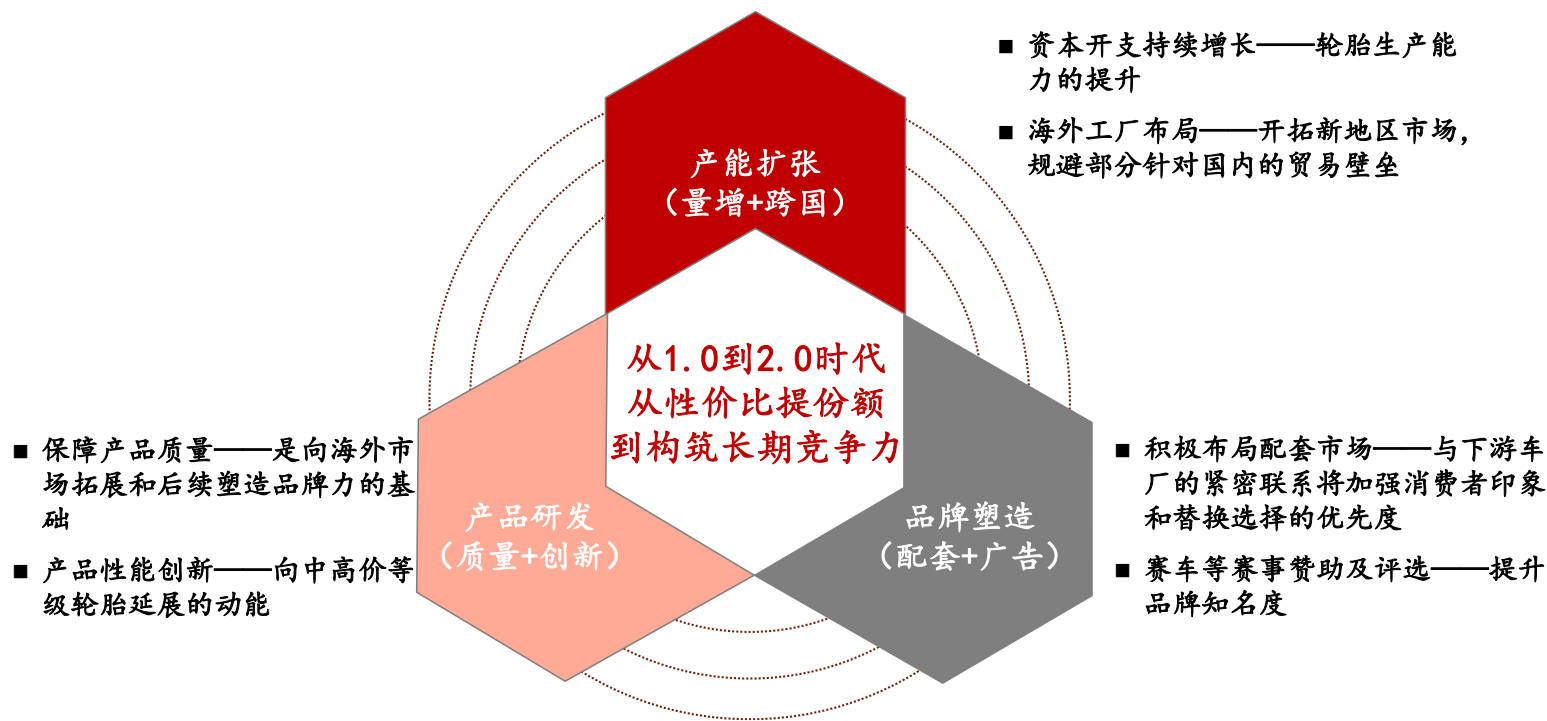 ■ 资本开支持续增长——轮胎生产能
力的提升
■ 海外工厂布局——开拓新地区市场，
规避部分针对国内的贸易壁垒
产能扩张
（量增+跨国）
从1.0到2.0时代
从性价比提份额
到构筑长期竞争力
■ 保障产品质量——是向海外市
场拓展和后续塑造品牌力的基
础
■ 产品性能创新——向中高价等
级轮胎延展的动能
产品研发
（质量+创新）
品牌塑造
（配套+广告）
■ 积极布局配套市场——与下游车
厂的紧密联系将加强消费者印象
和替换选择的优先度
■ 赛车等赛事赞助及评选——提升
品牌知名度